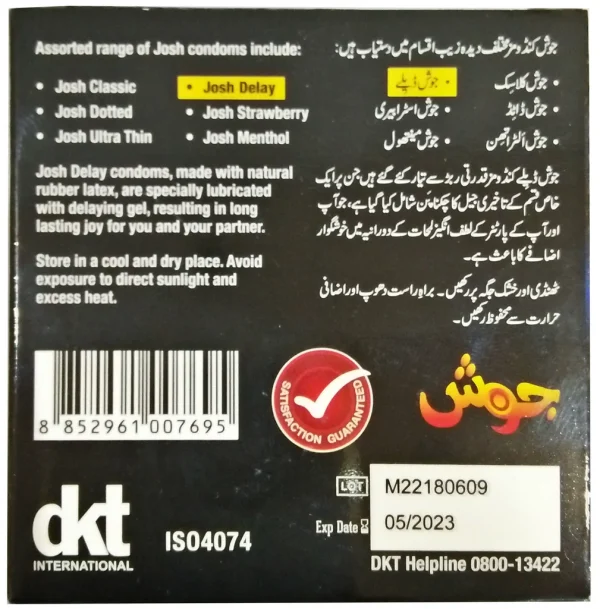 Assorted range of Josh condoms include:
• Josh Classic
• Josh Delay
• Josh Dotted
• Josh Strawberry
• Josh Ultra Thin
• Josh Menthol
Josh Delay condoms, made with natural
rubber latex, are specially lubricated
with delaying gel, resulting in long
lasting joy for you and your partner.
Store in a cool and dry place. Avoid
exposure to direct sunlight and
excess heat.
جوش کنڈومز مختلف دیدہ زیب اقسام میں دستیاب ہیں:
• جوش کلاسک
• جوش ڈیلے
• جوش ڈاٹڈ
• جوش اسٹرابیری
• جوش الٹرا تھن
• جوش مینتھول
جوش ڈیلے کنڈومز قدرتی ربڑ سے تیار کئے گئے ہیں جن پر ایک
خاص قسم کے تاخیری جیل کا چکنا پن شامل کیا گیا ہے، جو آپ
اور آپ کے پارٹنر کے لطف انگیز لمحات کے دورانیہ میں خوشگوار
اضافے کا باعث ہے۔
ٹھنڈی اور خشک جگہ پر رکھیں۔ براہِ راست دھوپ اور اضافی
حرارت سے محفوظ رکھیں۔
8 852961 007695
SATISFACTION GUARANTEED
جوش
dkt
INTERNATIONAL
ISO4074
LOT M22180609
Exp Date 05/2023
DKT Helpline 0800-13422